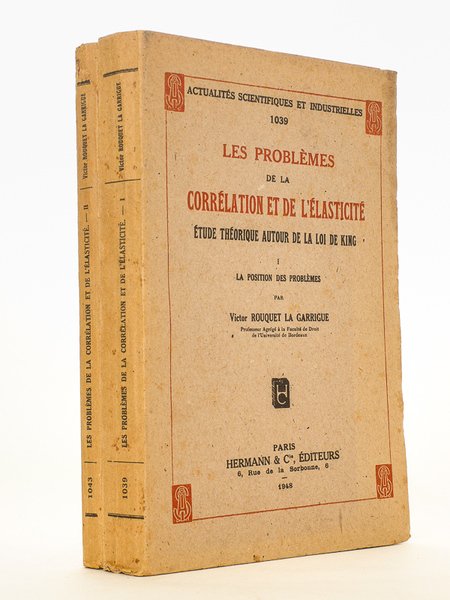 ACTUALITÉS SCIENTIFIQUES ET INDUSTRIELLES
1039
LES PROBLÈMES
DE LA
CORRÉLATION ET DE L'ÉLASTICITÉ
ÉTUDE THÉORIQUE AUTOUR DE LA LOI DE KING
I
LA POSITION DES PROBLÈMES
PAR
Victor ROUQUET LA GARRIGUE
Professeur Agrégé à la Faculté de Droit
de l'Université de Bordeaux
HC
PARIS
HERMANN & Cie, ÉDITEURS
6, Rue de la Sorbonne, 6
1948
1039 LES PROBLÈMES DE LA CORRÉLATION ET DE L'ÉLASTICITÉ. — I Victor ROUQUET LA GARRIGUE
1043 LES PROBLÈMES DE LA CORRÉLATION ET DE L'ÉLASTICITÉ. — II Victor ROUQUET LA GARRIGUE